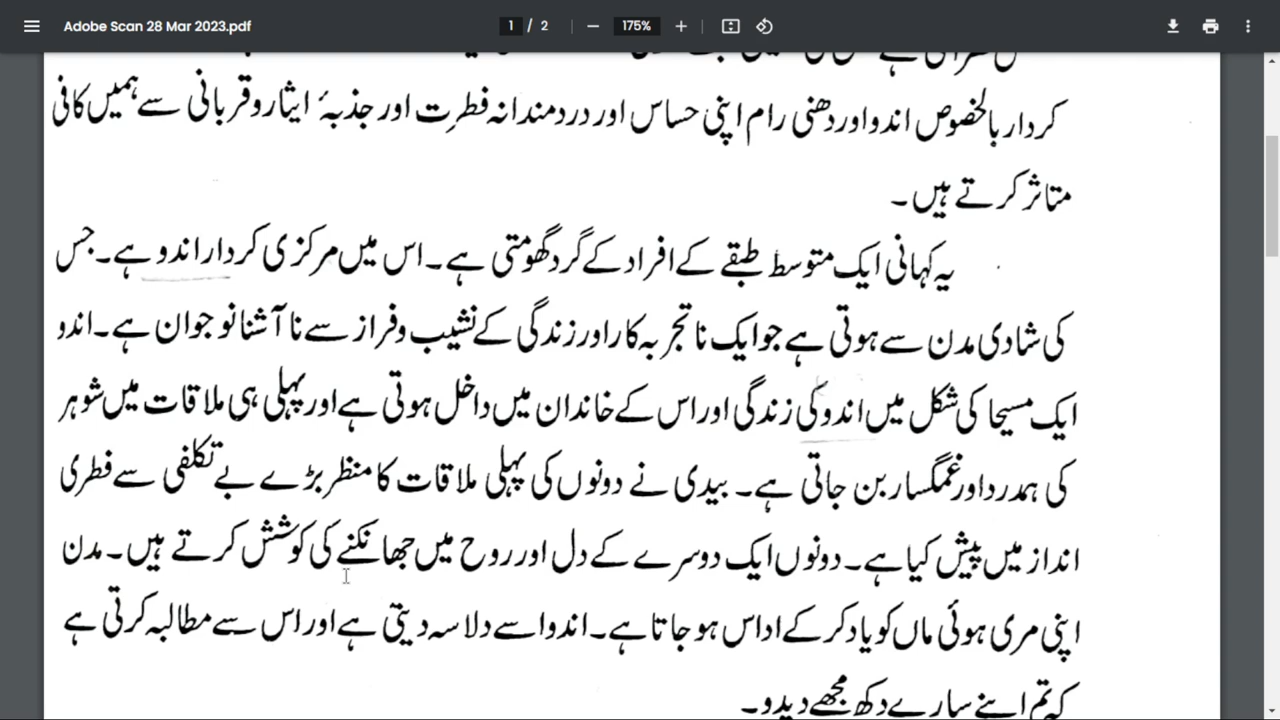 Adobe Scan 28 Mar 2023.pdf
1 / 2
175%
کردار بالخصوص اندو اور دھنی رام اپنی حساس اور دردمندانہ فطرت اور جذبۂ ایثار و قربانی سے ہمیں کافی
متاثر کرتے ہیں۔
یہ کہانی ایک متوسط طبقے کے افراد کے گرد گھومتی ہے۔ اس میں مرکزی کردار اندو ہے۔ جس
کی شادی مدن سے ہوتی ہے جو ایک ناتجربہ کار اور زندگی کے نشیب و فراز سے ناآشنا نوجوان ہے۔ اندو
ایک مسیحا کی شکل میں اندو کی زندگی اور اس کے خاندان میں داخل ہوتی ہے اور پہلی ہی ملاقات میں شوہر
کی ہمدرد اور غمگسار بن جاتی ہے۔ بیدی نے دونوں کی پہلی ملاقات کا منظر بڑے بے تکلفی سے فطری
انداز میں پیش کیا ہے۔ دونوں ایک دوسرے کے دل اور روح میں جھانکنے کی کوشش کرتے ہیں۔ مدن
اپنی مری ہوئی ماں کو یاد کر کے اداس ہو جاتا ہے۔ اندو اسے دلاسہ دیتی ہے اور اس سے مطالبہ کرتی ہے
کہ تم اپنے سارے دکھ مجھے دیدو۔